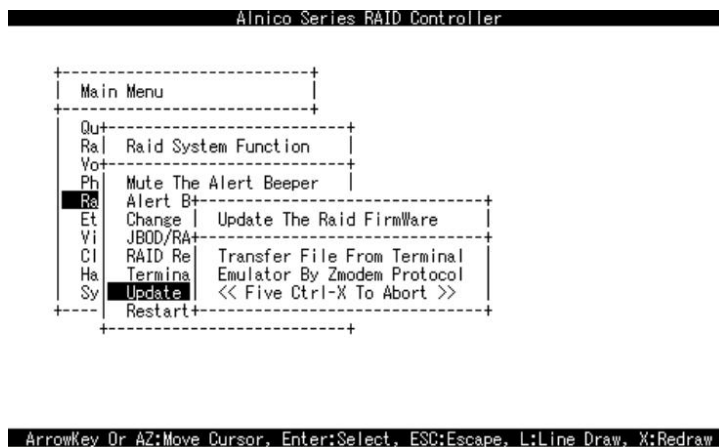 Alnico Series RAID Controller
Main Menu
Qu
Ra
Raid System Function
Vo
Ph
Mute The Alert Beeper
Ra
Alert B
Et
Change
Update The Raid FirmWare
Vi
JBOD/RA
Cl
RAID Re
Transfer File From Terminal
Ha
Termina
Emulator By Zmodem Protocol
Sy
Update
<< Five Ctrl-X To Abort >>
Restart
ArrowKey Or AZ:Move Cursor, Enter:Select, ESC:Escape, L:Line Draw, X:Redraw